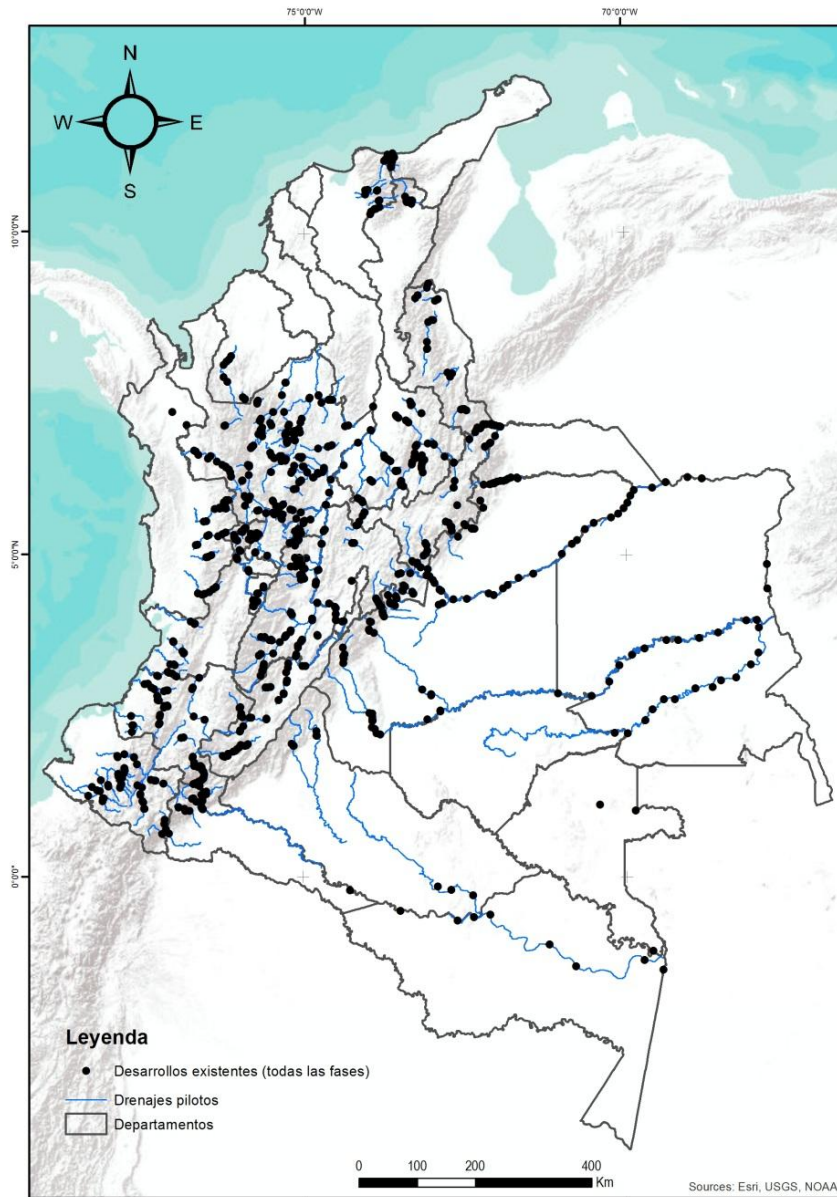 75°0'0"W 70°0'0"W
N
W E
S
10°0'0"N
5°0'0"N
0°0'0"
Leyenda
Desarrollos existentes (todas las fases)
Drenajes pilotos
Departamentos
0 100 200 400
Km
Sources: Esri, USGS, NOAA